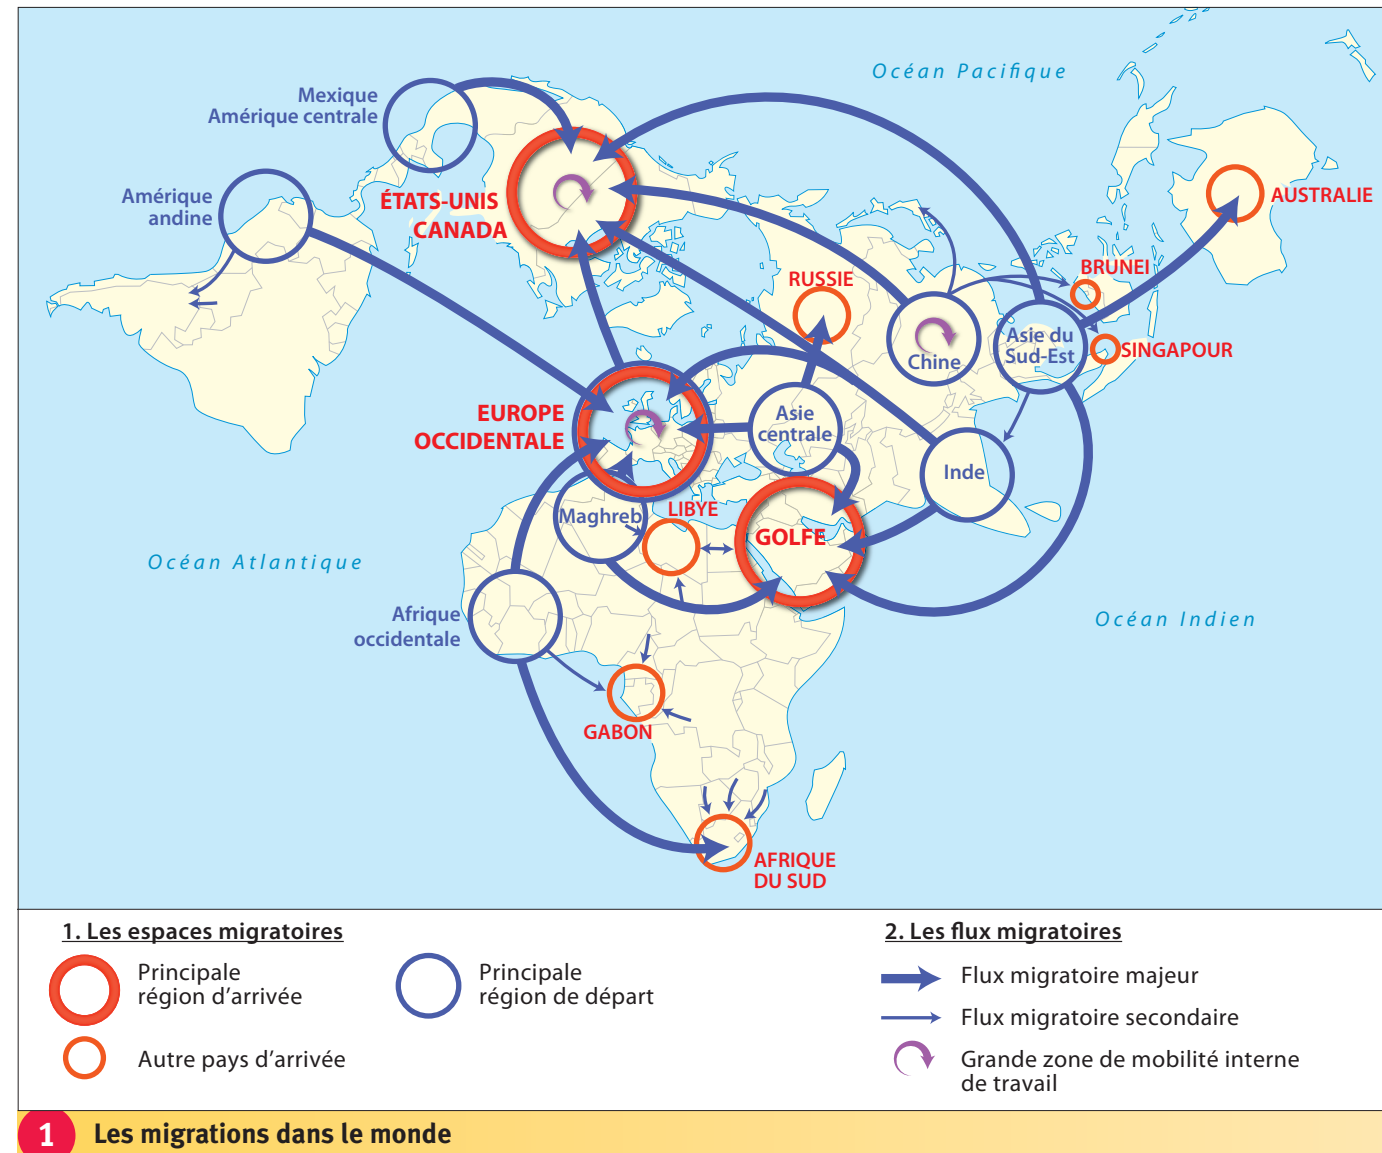 Océan Pacifique
Mexique
Amérique centrale
Amérique
andine
ÉTATS-UNIS
CANADA
AUSTRALIE
BRUNEI
RUSSIE
Asie du
Sud-Est
SINGAPOUR
Chine
EUROPE
OCCIDENTALE
Asie
centrale
Inde
Maghreb
LIBYE
GOLFE
Océan Atlantique
Afrique
occidentale
Océan Indien
GABON
AFRIQUE
DU SUD
1. Les espaces migratoires
Principale
région d'arrivée
Principale
région de départ
Autre pays d'arrivée
2. Les flux migratoires
Flux migratoire majeur
Flux migratoire secondaire
Grande zone de mobilité interne
de travail
1 Les migrations dans le monde